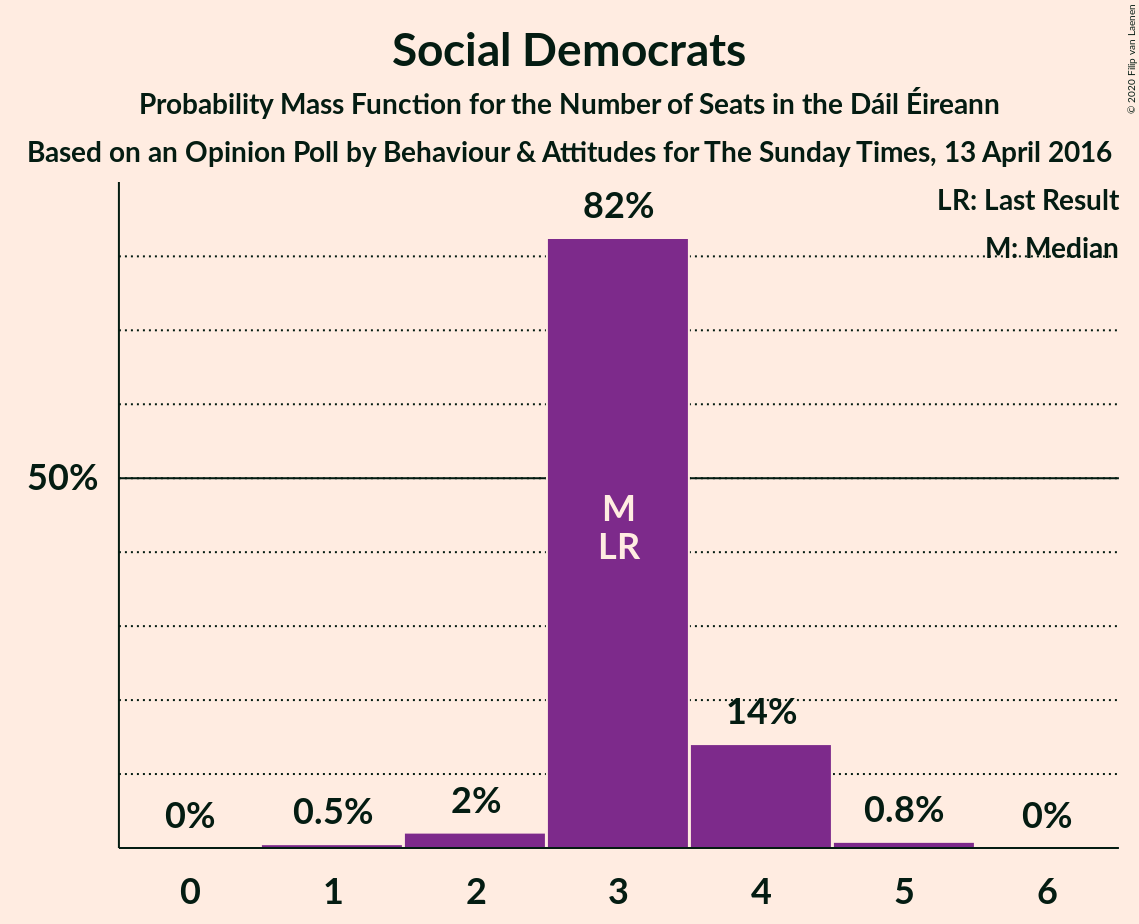 Social Democrats
Probability Mass Function for the Number of Seats in the Dáil Éireann
Based on an Opinion Poll by Behaviour & Attitudes for The Sunday Times, 13 April 2016
© 2020 Filip van Laenen
LR: Last Result
M: Median
82%
50%
M
LR
14%
0%
0.5%
2%
0.8%
0%
0 1 2 3 4 5 6